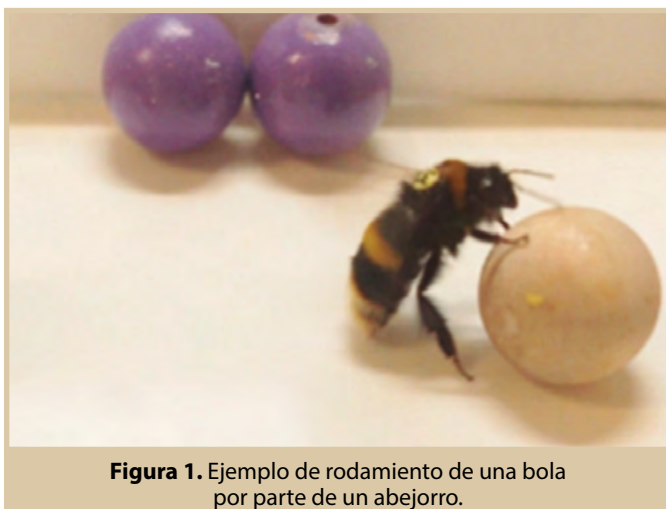 Figura 1. Ejemplo de rodamiento de una bola
por parte de un abejorro.